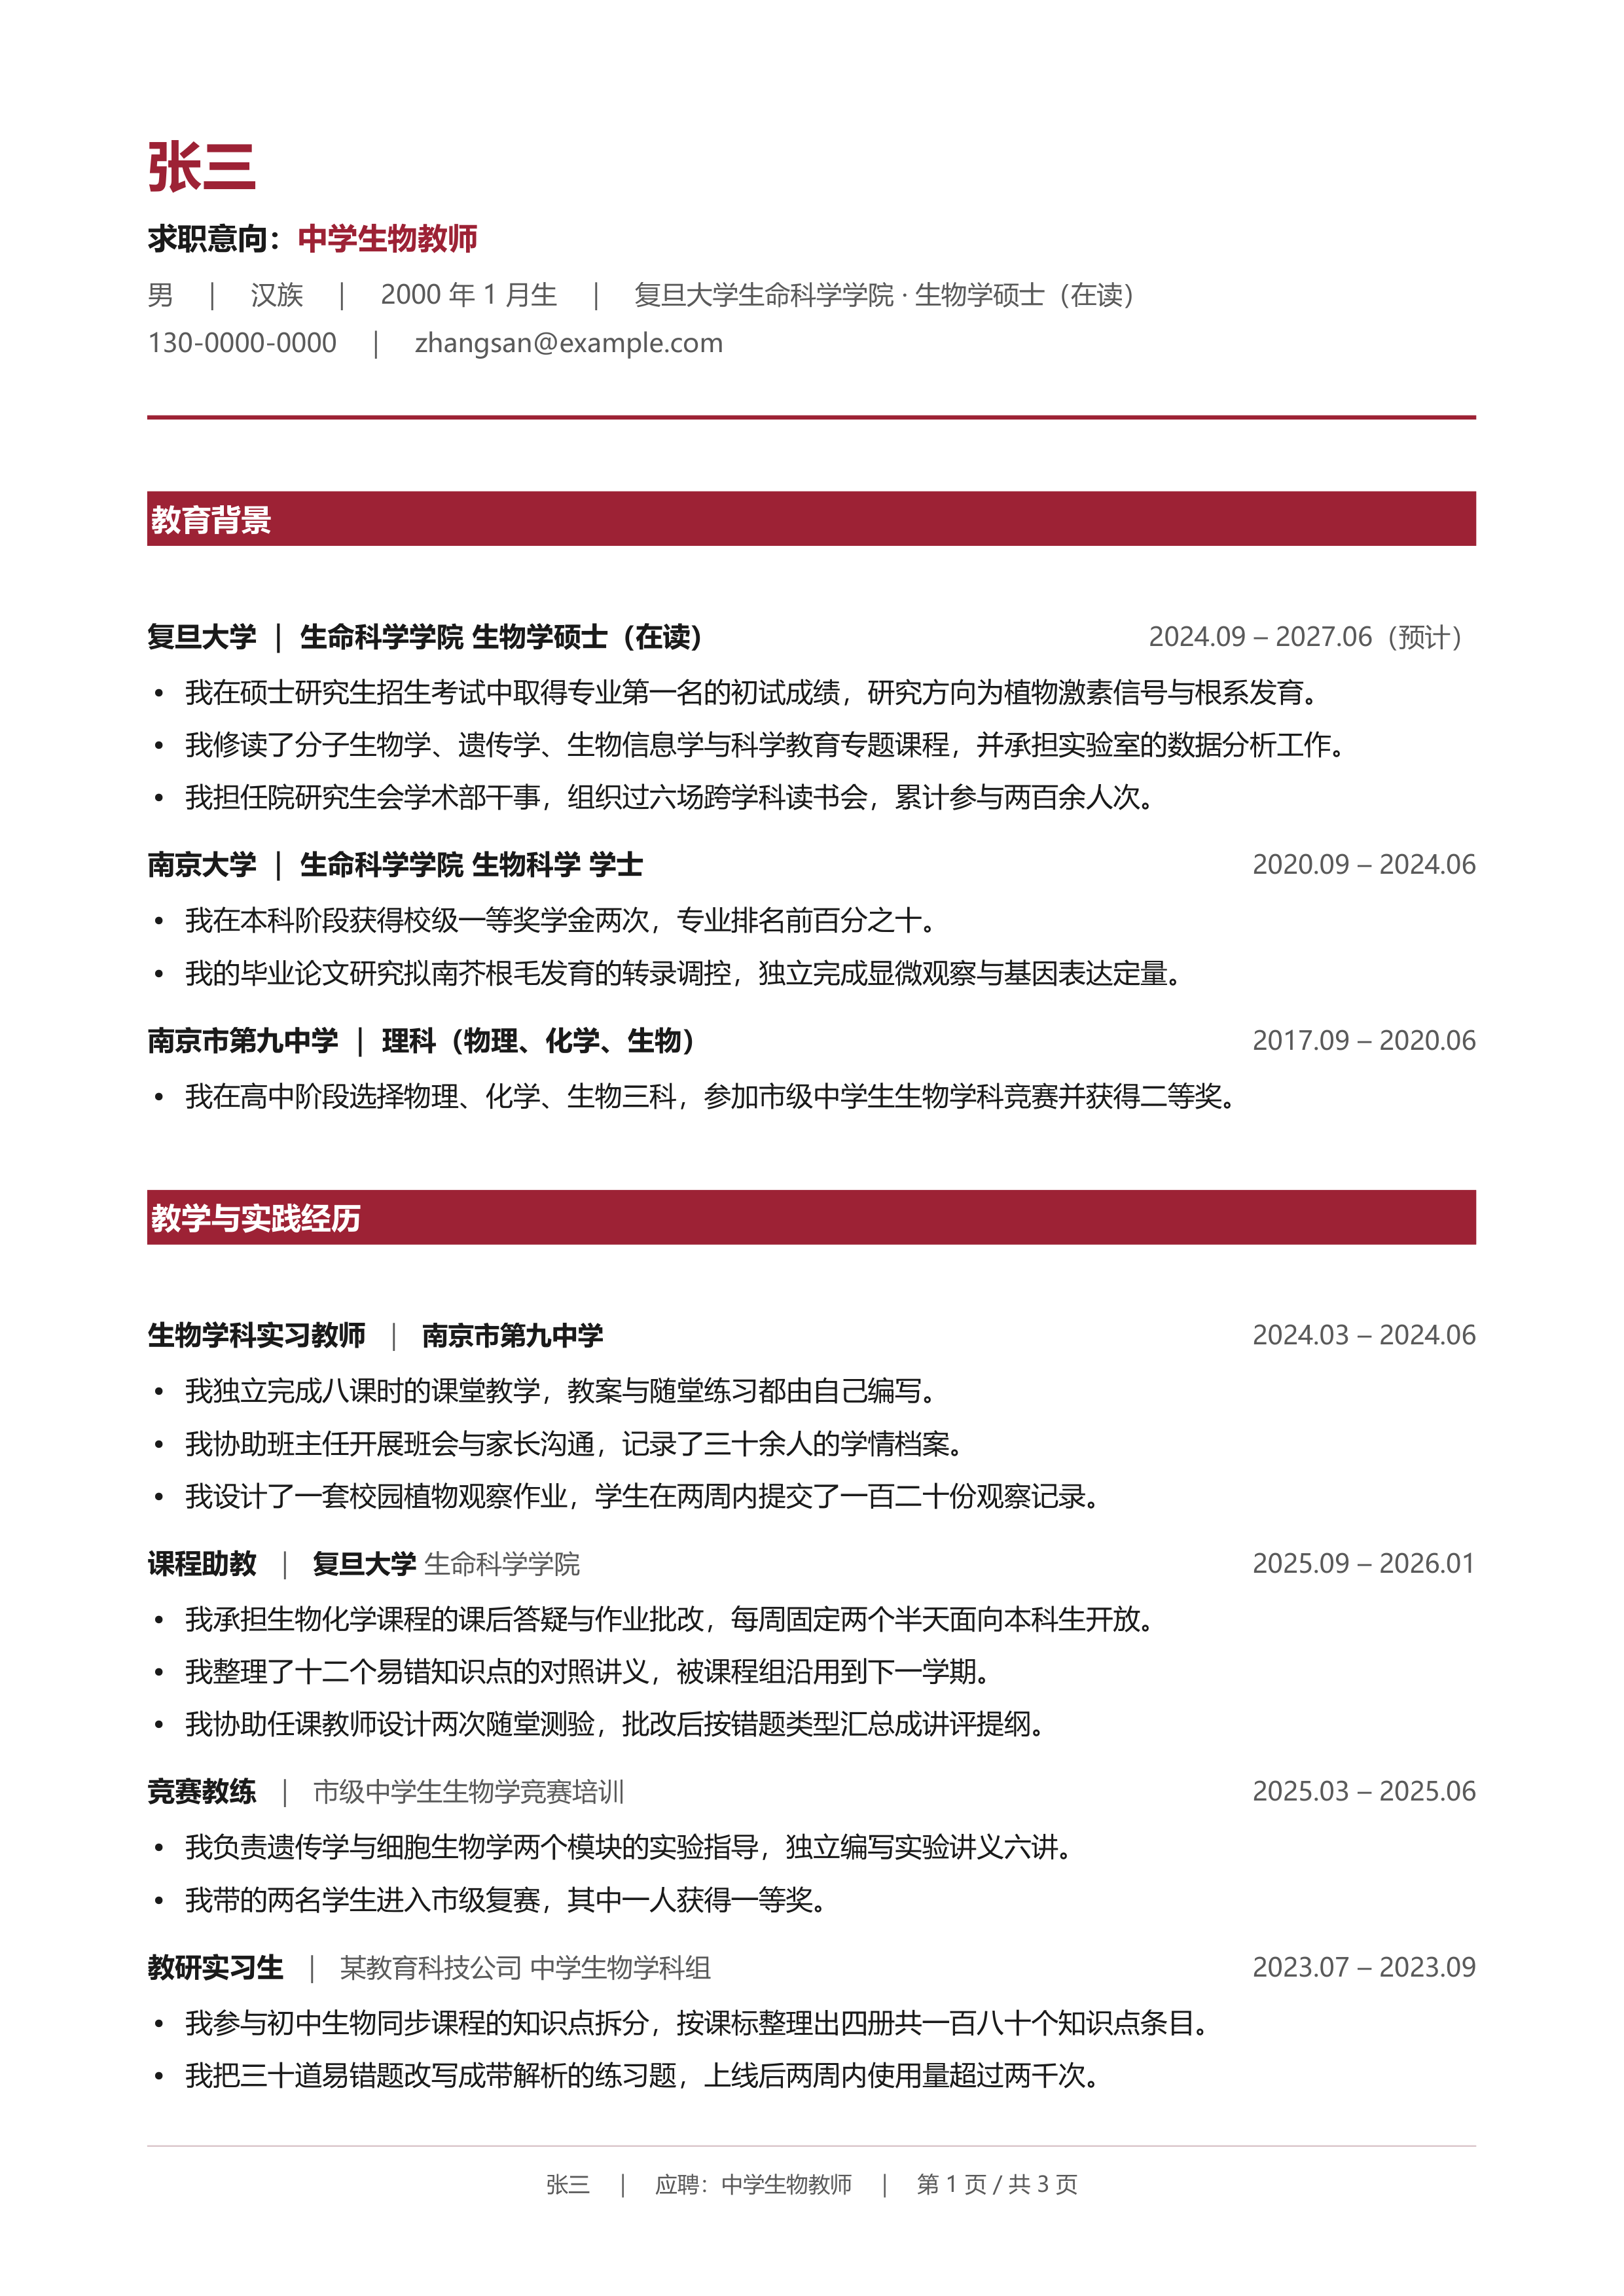 张三
求职意向：中学生物教师
男 | 汉族 | 2000 年 1 月生 | 复旦大学生命科学学院 · 生物学硕士（在读）
130-0000-0000 | zhangsan@example.com
教育背景
复旦大学 | 生命科学学院 生物学硕士（在读） 2024.09 – 2027.06（预计）
• 我在硕士研究生招生考试中取得专业第一名的初试成绩，研究方向为植物激素信号与根系发育。
• 我修读了分子生物学、遗传学、生物信息学与科学教育专题课程，并承担实验室的数据分析工作。
• 我担任院研究生会学术部干事，组织过六场跨学科读书会，累计参与两百余人次。
南京大学 | 生命科学学院 生物科学 学士 2020.09 – 2024.06
• 我在本科阶段获得校级一等奖学金两次，专业排名前百分之十。
• 我的毕业论文研究拟南芥根毛发育的转录调控，独立完成显微观察与基因表达定量。
南京市第九中学 | 理科（物理、化学、生物） 2017.09 – 2020.06
• 我在高中阶段选择物理、化学、生物三科，参加市级中学生生物学科竞赛并获得二等奖。
教学与实践经历
生物学科实习教师 | 南京市第九中学 2024.03 – 2024.06
• 我独立完成八课时的课堂教学，教案与随堂练习都由自己编写。
• 我协助班主任开展班会与家长沟通，记录了三十余人的学情档案。
• 我设计了一套校园植物观察作业，学生在两周内提交了一百二十份观察记录。
课程助教 | 复旦大学 生命科学学院 2025.09 – 2026.01
• 我承担生物化学课程的课后答疑与作业批改，每周固定两个半天面向本科生开放。
• 我整理了十二个易错知识点的对照讲义，被课程组沿用到下一学期。
• 我协助任课教师设计两次随堂测验，批改后按错题类型汇总成讲评提纲。
竞赛教练 | 市级中学生生物学竞赛培训 2025.03 – 2025.06
• 我负责遗传学与细胞生物学两个模块的实验指导，独立编写实验讲义六讲。
• 我带的两名学生进入市级复赛，其中一人获得一等奖。
教研实习生 | 某教育科技公司 中学生物学科组 2023.07 – 2023.09
• 我参与初中生物同步课程的知识点拆分，按课标整理出四册共一百八十个知识点条目。
• 我把三十道易错题改写成带解析的练习题，上线后两周内使用量超过两千次。
张三 | 应聘：中学生物教师 | 第 1 页 / 共 3 页